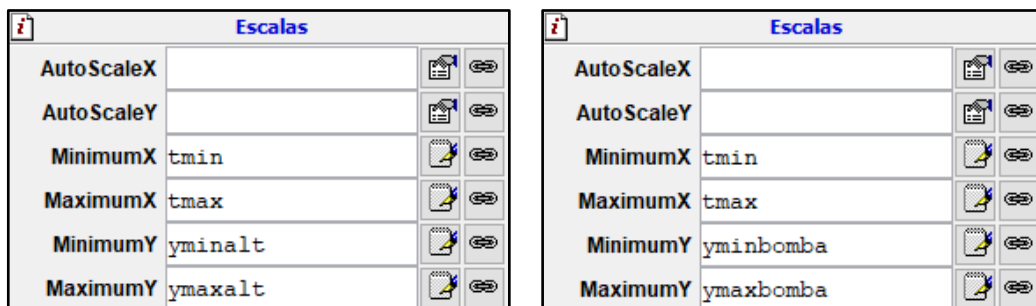 Escalas
AutoScaleX
AutoScaleY
MinimumX tmin
MaximumX tmax
MinimumY yminalt
MaximumY ymaxalt
Escalas
AutoScaleX
AutoScaleY
MinimumX tmin
MaximumX tmax
MinimumY yminbomba
MaximumY ymaxbomba